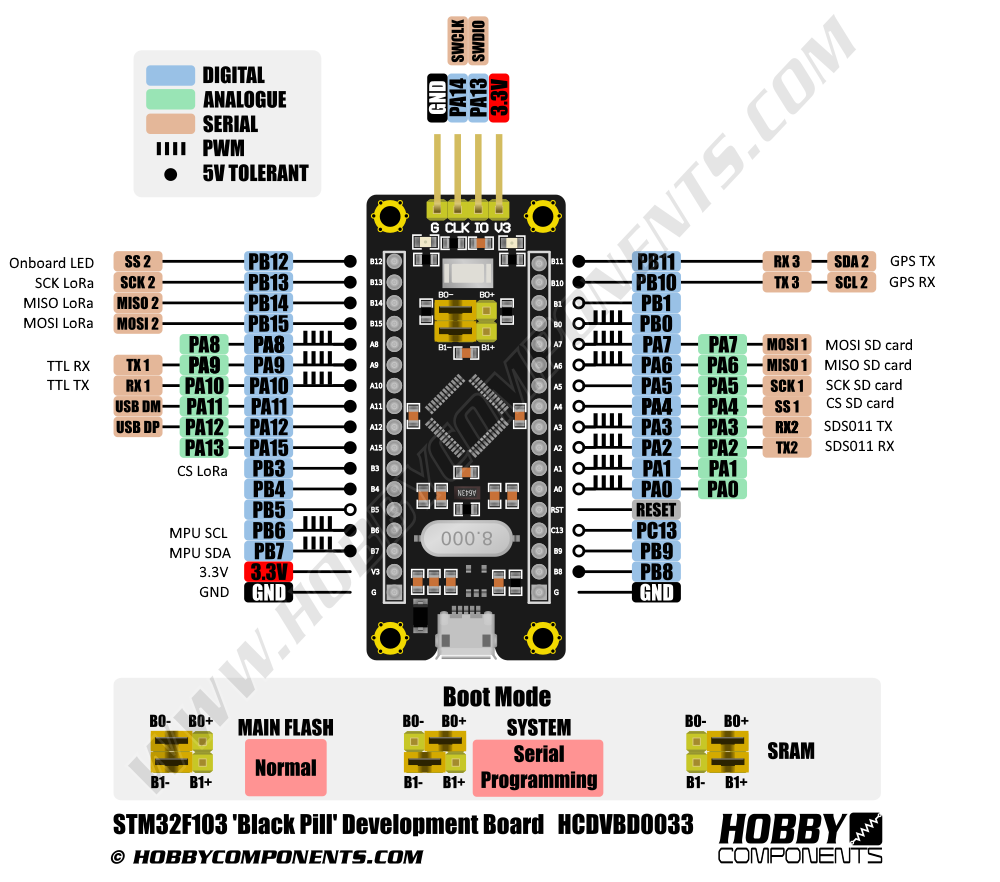 SWCLK SWDIO
GND PA14 PA13 3.3V
DIGITAL
ANALOGUE
SERIAL
PWM
5V TOLERANT
G CLK IO V3
Onboard LED SS 2 PB12 B12 B11 PB11 RX 3 SDA 2 GPS TX
SCK LoRa SCK 2 PB13 B13 B10 PB10 TX 3 SCL 2 GPS RX
MISO LoRa MISO 2 PB14 B14 B0- B0+ B1 PB1
MOSI LoRa MOSI 2 PB15 B15 B0 PB0
PA8 PA8 A8 B1- B1+ A7 PA7 PA7 MOSI 1 MOSI SD card
TTL RX TX 1 PA9 PA9 A9 A6 PA6 PA6 MISO 1 MISO SD card
TTL TX RX 1 PA10 PA10 A10 A5 PA5 PA5 SCK 1 SCK SD card
USB DM PA11 PA11 A11 A4 PA4 PA4 SS 1 CS SD card
USB DP PA12 PA12 A12 A3 PA3 PA3 RX2 SDS011 TX
PA13 PA15 A15 A2 PA2 PA2 TX2 SDS011 RX
CS LoRa PB3 B3 A1 PA1 PA1
PB4 B4 A643N A0 PA0 PA0
PB5 B5 RST RESET
MPU SCL PB6 B6 8.000 C13 PC13
MPU SDA PB7 B7 B9 PB9
3.3V 3.3V V3 B8 PB8
GND GND G G GND
WWW.HOBBYCOMPONENTS.COM
Boot Mode
B0- B0+ MAIN FLASH B0- B0+ SYSTEM B0- B0+
Normal Serial Programming SRAM
B1- B1+ B1- B1+ B1- B1+
STM32F103 'Black Pill' Development Board HCDVBD0033
© HOBBYCOMPONENTS.COM
HOBBY
COMPONENTS